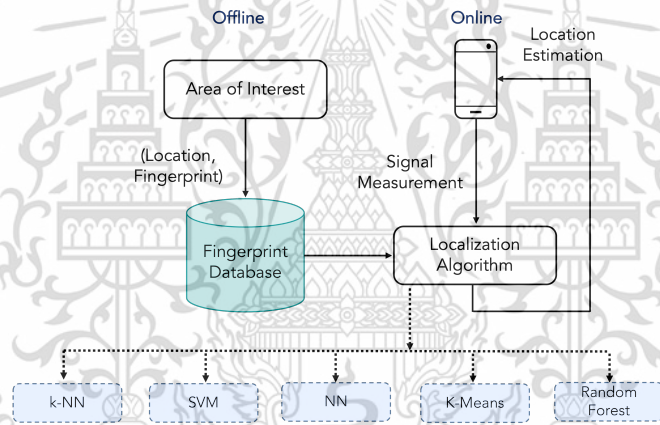 Offline
Online
Location
Estimation
Area of Interest
(Location,
Fingerprint)
Signal
Measurement
Fingerprint
Database
Localization
Algorithm
k-NN
SVM
NN
K-Means
Random
Forest